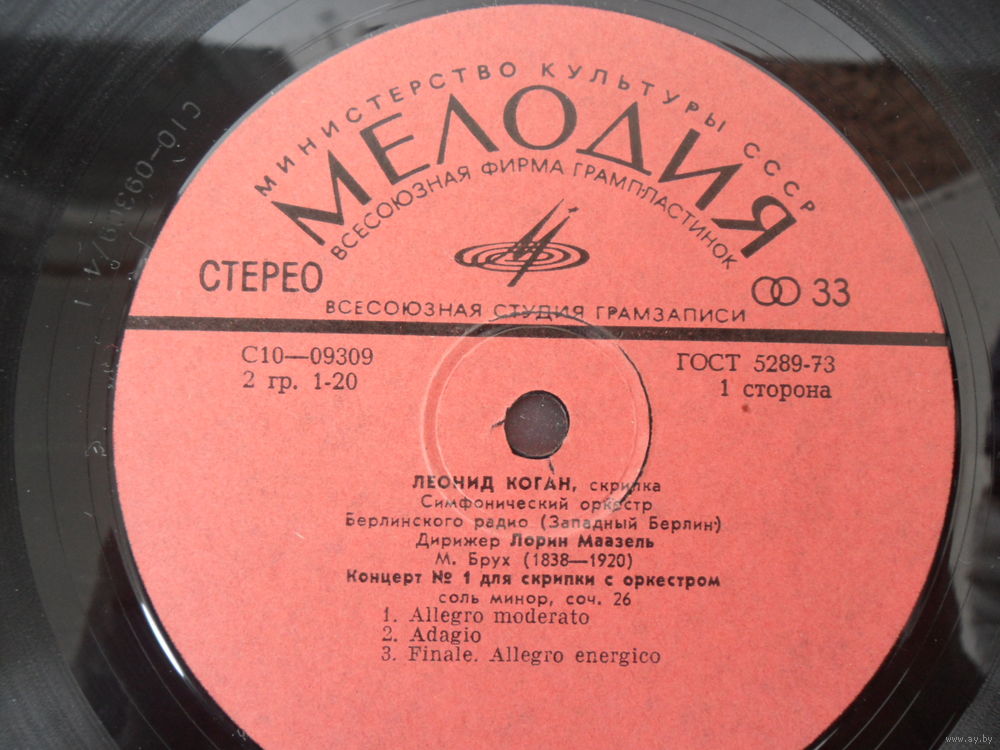 МИНИСТЕРСТВО КУЛЬТУРЫ СССР
МЕЛОДИЯ
ВСЕСОЮЗНАЯ ФИРМА ГРАМПЛАСТИНОК
СТЕРЕО
33
ВСЕСОЮЗНАЯ СТУДИЯ ГРАМЗАПИСИ
С10—09309
ГОСТ 5289-73
2 гр. 1-20
1 сторона
ЛЕОНИД КОГАН, скрипка
Симфонический оркестр
Берлинского радио (Западный Берлин)
Дирижер Лорин Маазель
М. Брух (1838—1920)
Концерт № 1 для скрипки с оркестром
соль минор, соч. 26
1. Allegro moderato
2. Adagio
3. Finale. Allegro energico
www.ay.by